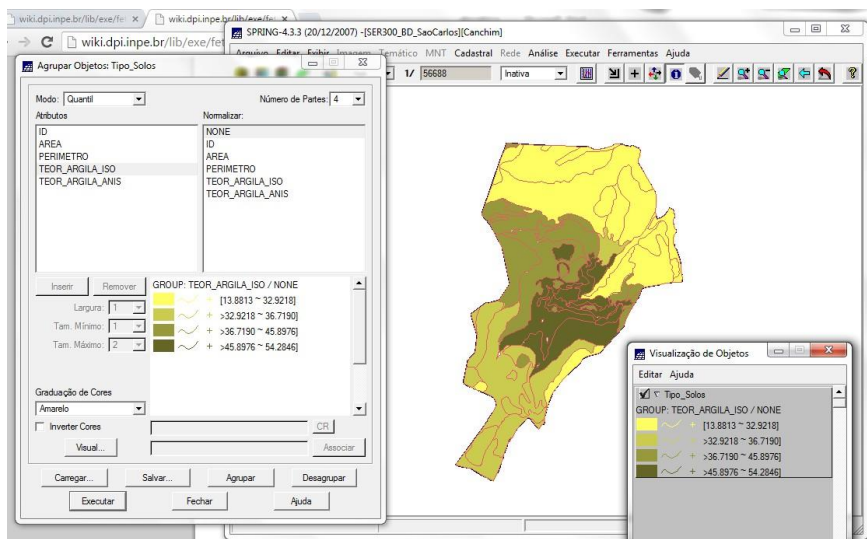 wiki.dpi.inpe.br/lib/exe/fe
wiki.dpi.inpe.br/lib/exe/fet
wiki.dpi.inpe.br/lib/exe/fet
SPRING-4.3.3 (20/12/2007) -[SER300_BD_SaoCarlos][Canchim]
Arquivo Editar Exibir Imagem Temático MNT Cadastral Rede Análise Executar Ferramentas Ajuda
1/ 56688 Inativa
Agrupar Objetos: Tipo_Solos
Modo: Quantil Número de Partes: 4
Atributos Normalizar:
ID NONE
AREA ID
PERIMETRO AREA
TEOR_ARGILA_ISO PERIMETRO
TEOR_ARGILA_ANIS TEOR_ARGILA_ISO
TEOR_ARGILA_ANIS
Inserir Remover GROUP: TEOR_ARGILA_ISO / NONE
Largura: 1 [13.8813 ~ 32.9218]
Tam. Mínimo: 1 >32.9218 ~ 36.7190]
Tam. Máximo: 2 >36.7190 ~ 45.8976]
>45.8976 ~ 54.2846]
Graduação de Cores
Amarelo
Inverter Cores CR
Visual... Associar
Carregar... Salvar... Agrupar Desagrupar
Executar Fechar Ajuda
Visualização de Objetos
Editar Ajuda
Tipo_Solos
GROUP: TEOR_ARGILA_ISO / NONE
[13.8813 ~ 32.9218]
>32.9218 ~ 36.7190]
>36.7190 ~ 45.8976]
>45.8976 ~ 54.2846]